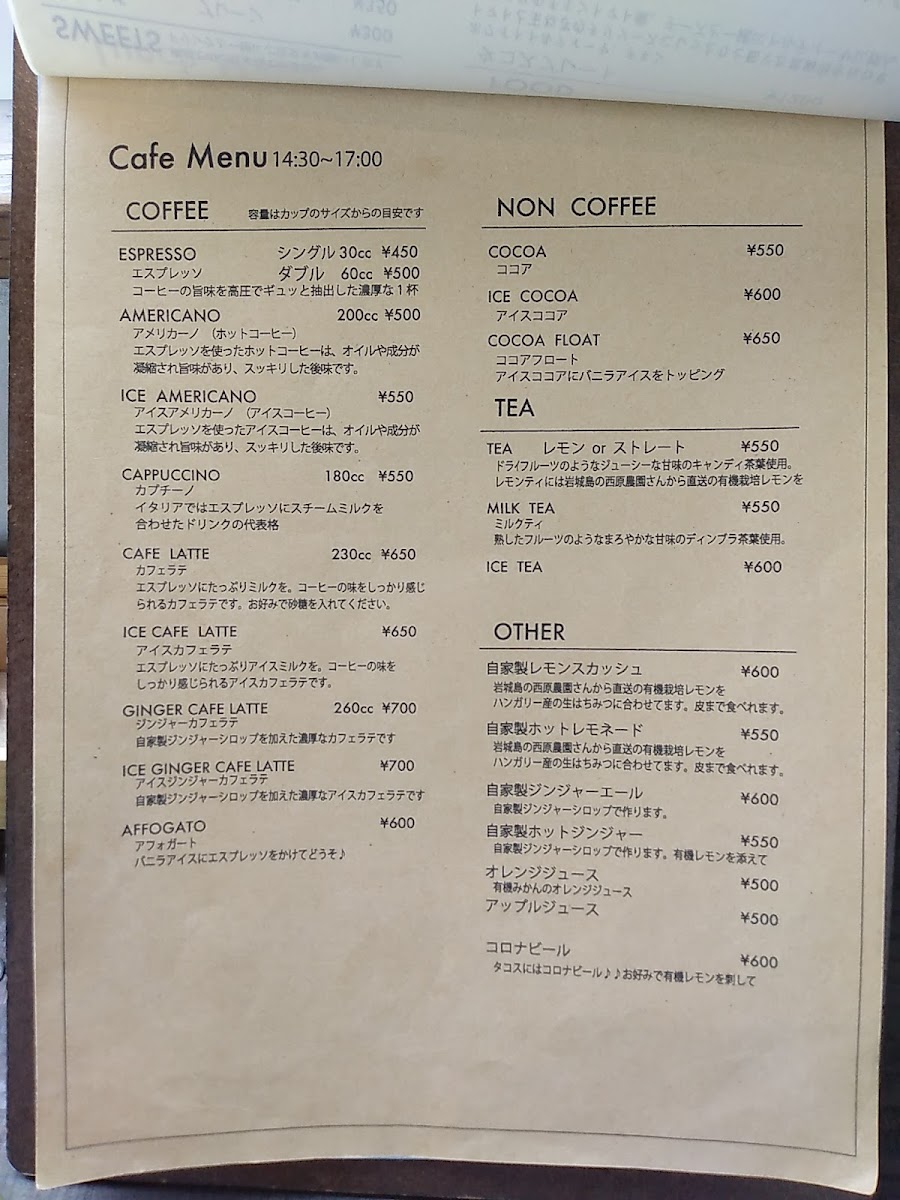 SWEETS
¥300
¥350
Cafe Menu 14:30~17:00
COFFEE 容量はカップのサイズからの目安です
ESPRESSO シングル 30cc ¥450
エスプレッソ ダブル 60cc ¥500
コーヒーの旨味を高圧でギュッと抽出した濃厚な1杯
AMERICANO 200cc ¥500
アメリカーノ (ホットコーヒー)
エスプレッソを使ったホットコーヒーは、オイルや成分が
凝縮され旨味があり、スッキリした後味です。
ICE AMERICANO ¥550
アイスアメリカーノ (アイスコーヒー)
エスプレッソを使ったアイスコーヒーは、オイルや成分が
凝縮され旨味があり、スッキリした後味です。
CAPPUCCINO 180cc ¥550
カプチーノ
イタリアではエスプレッソにスチームミルクを
合わせたドリンクの代表格
CAFE LATTE 230cc ¥650
カフェラテ
エスプレッソにたっぷりミルクを。コーヒーの味をしっかり感じ
られるカフェラテです。お好みで砂糖を入れてください。
ICE CAFE LATTE ¥650
アイスカフェラテ
エスプレッソにたっぷりアイスミルクを。コーヒーの味を
しっかり感じられるアイスカフェラテです。
GINGER CAFE LATTE 260cc ¥700
ジンジャーカフェラテ
自家製ジンジャーシロップを加えた濃厚なカフェラテです
ICE GINGER CAFE LATTE ¥700
アイスジンジャーカフェラテ
自家製ジンジャーシロップを加えた濃厚なアイスカフェラテです
AFFOGATO ¥600
アフォガート
バニラアイスにエスプレッソをかけてどうぞ♪
NON COFFEE
COCOA ¥550
ココア
ICE COCOA ¥600
アイスココア
COCOA FLOAT ¥650
ココアフロート
アイスココアにバニラアイスをトッピング
TEA
TEA レモン or ストレート ¥550
ドライフルーツのようなジューシーな甘味のキャンディ茶葉使用。
レモンティには岩城島の西原農園さんから直送の有機栽培レモンを
MILK TEA ¥550
ミルクティ
熟したフルーツのようなまろやかな甘味のディンブラ茶葉使用。
ICE TEA ¥600
OTHER
自家製レモンスカッシュ ¥600
岩城島の西原農園さんから直送の有機栽培レモンを
ハンガリー産の生はちみつに合わせてます。皮まで食べれます。
自家製ホットレモネード ¥550
岩城島の西原農園さんから直送の有機栽培レモンを
ハンガリー産の生はちみつに合わせてます。皮まで食べれます。
自家製ジンジャーエール ¥600
自家製ジンジャーシロップで作ります。
自家製ホットジンジャー ¥550
自家製ジンジャーシロップで作ります。有機レモンを添えて
オレンジジュース ¥500
有機みかんのオレンジジュース
アップルジュース ¥500
コロナビール ¥600
タコスにはコロナビール♪♪お好みで有機レモンを刺して